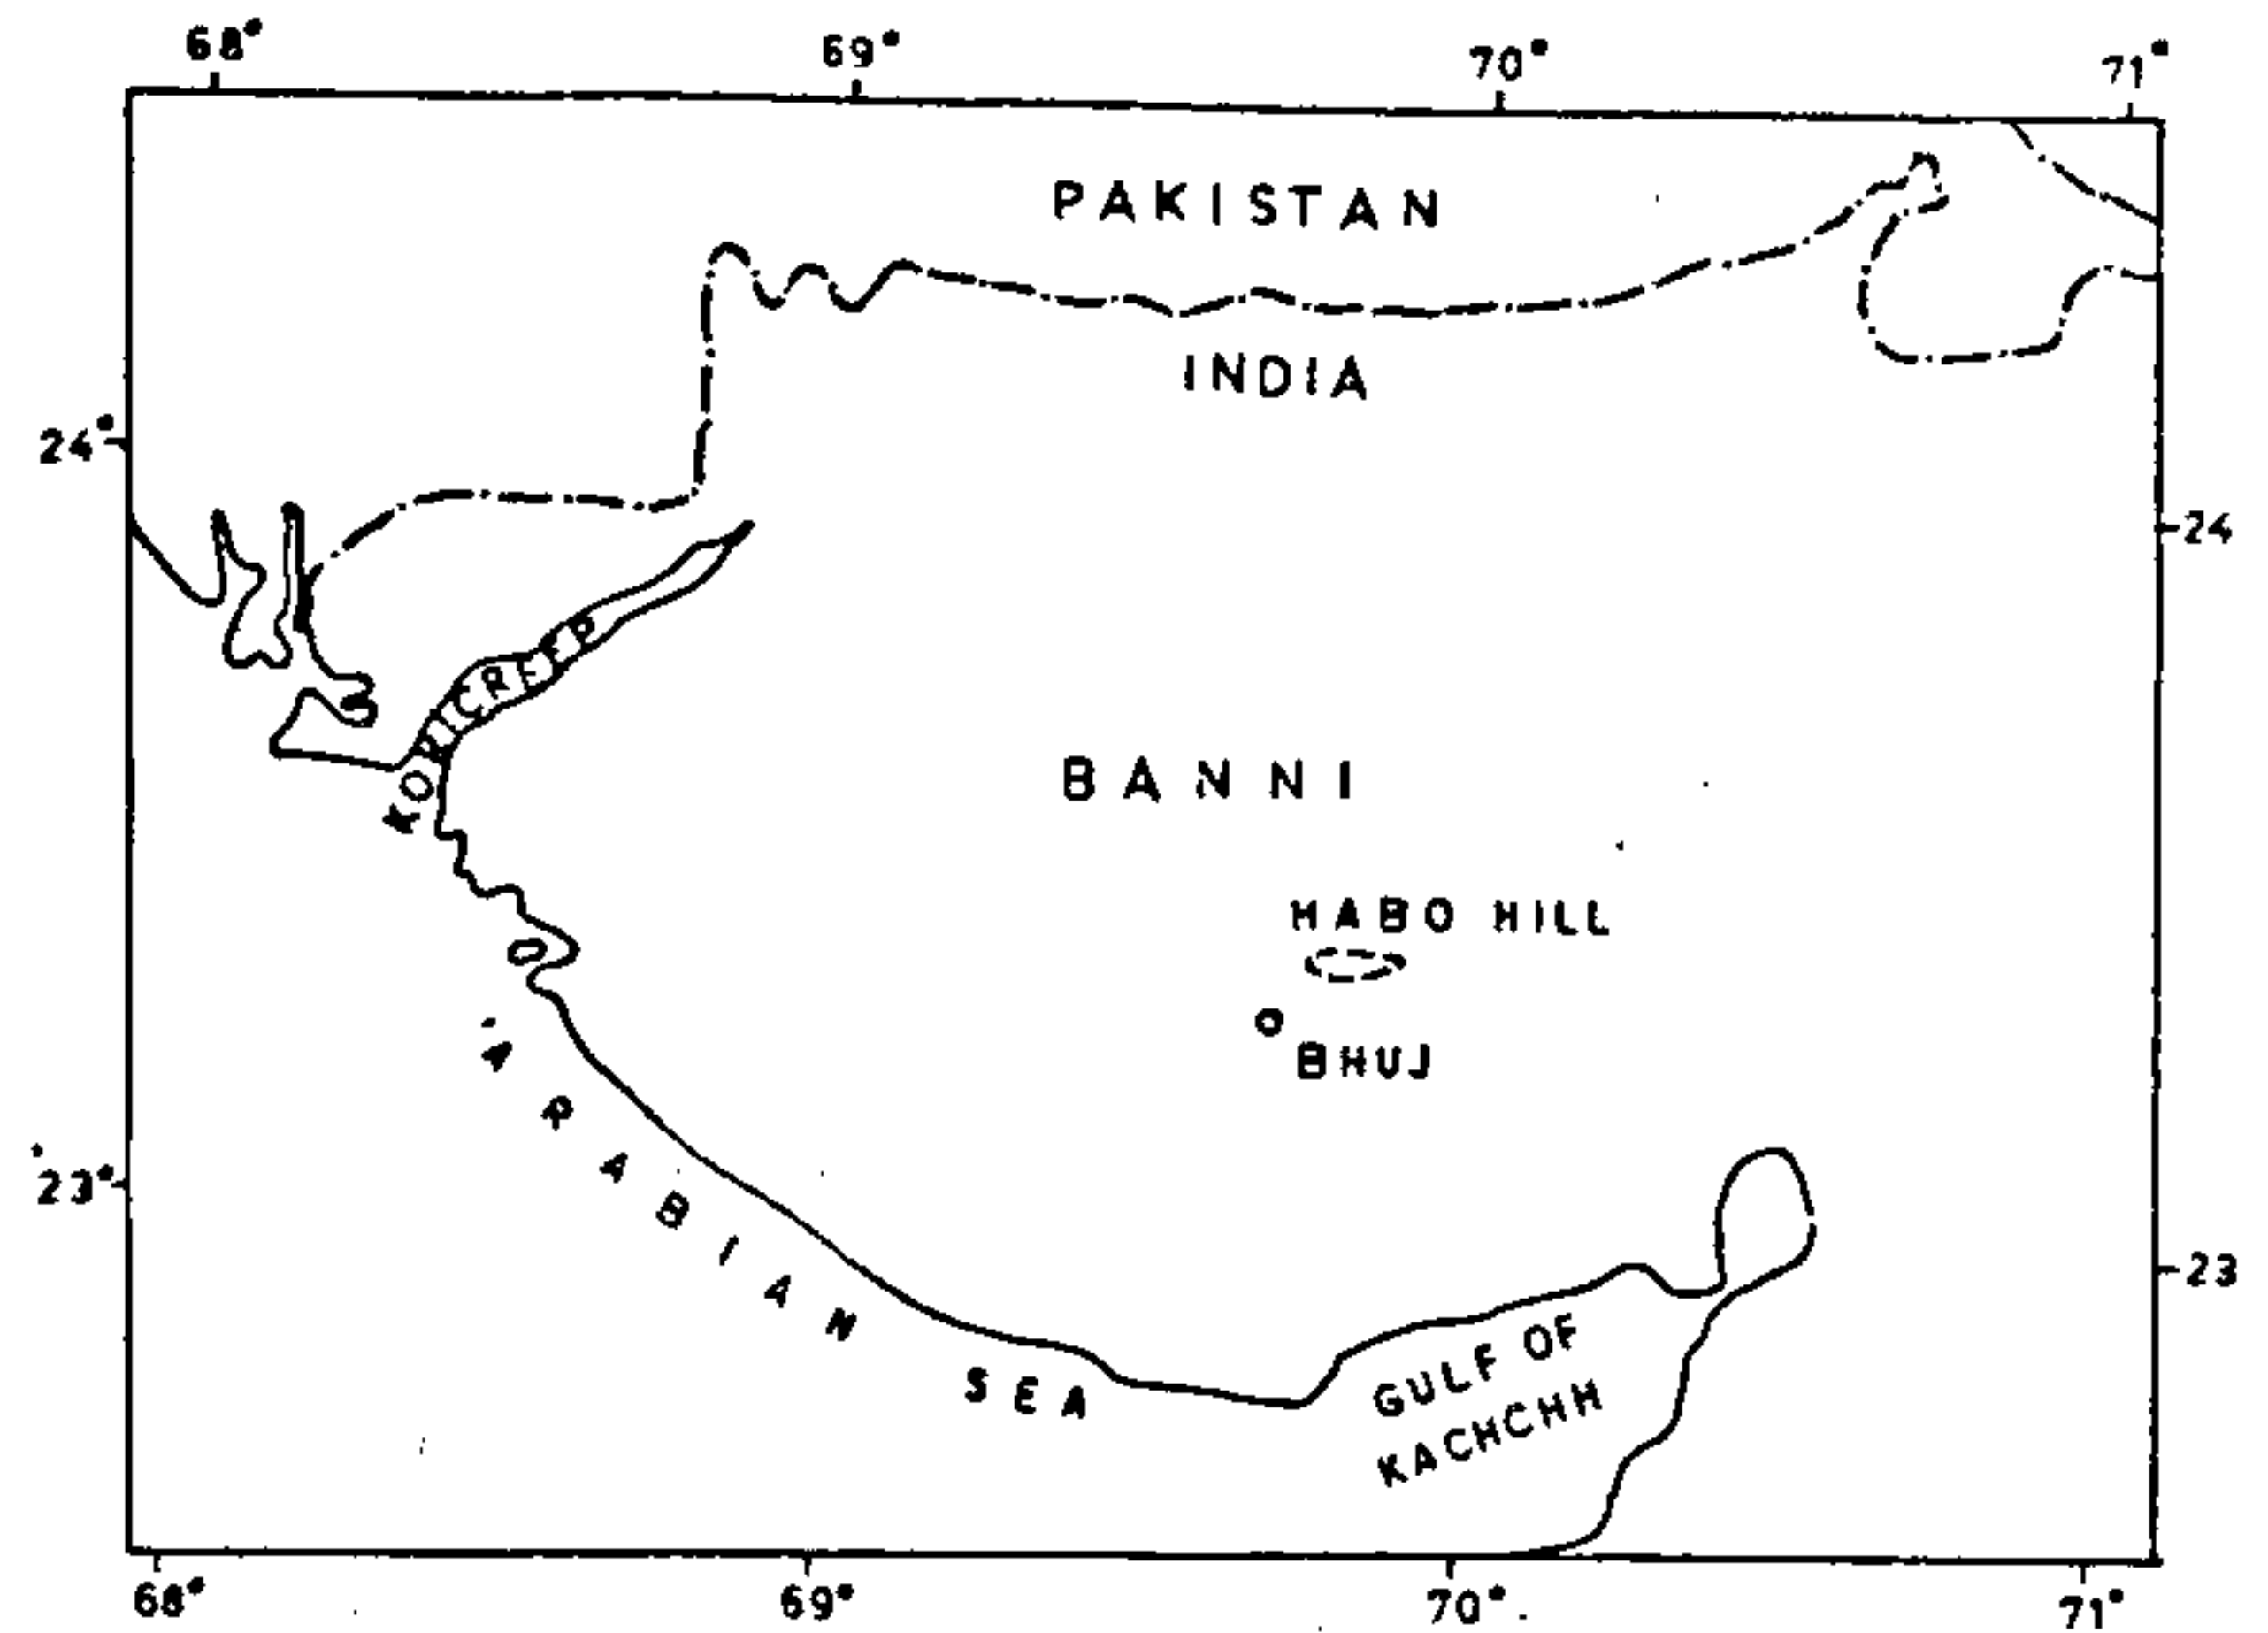 68°
69°
70°
71°
PAKISTAN
INDIA
24°
24
KORI CREEP
BANNI
HABO HILL
BHUJ
ARABIAN SEA
23°
23
GULF OF
KACHCHH
68°
69°
70°
71°